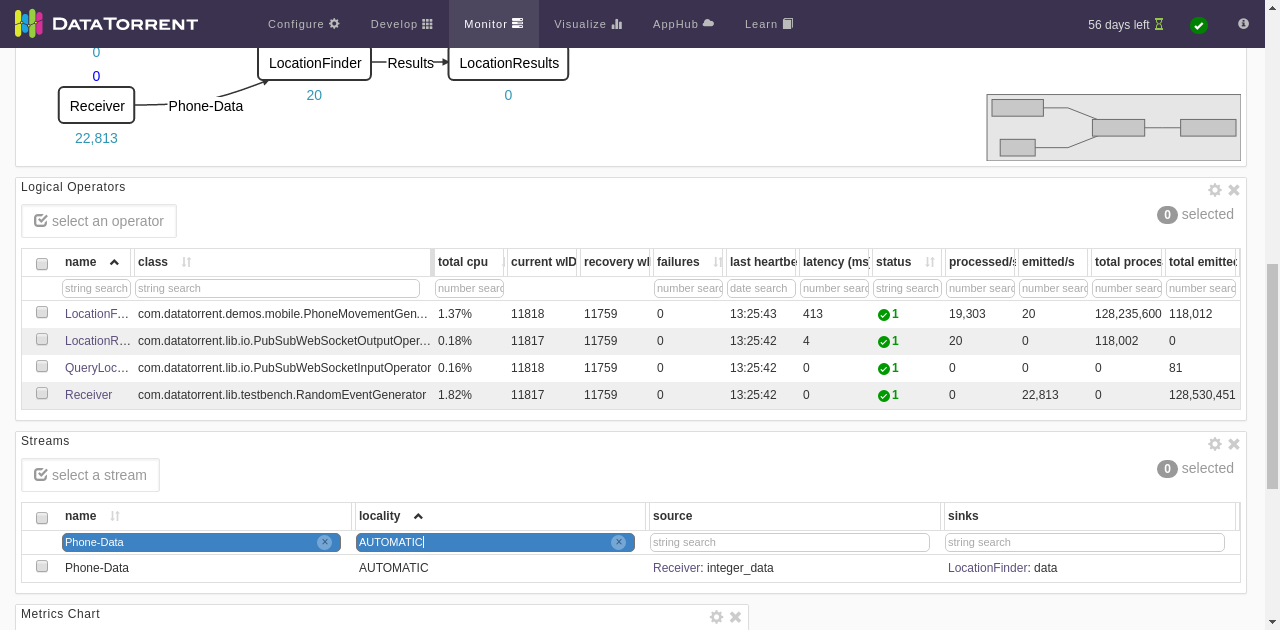 DATATORRENT Configure Develop Monitor Visualize AppHub Learn 56 days left
0
LocationFinder Results LocationResults
0
20 0
Receiver Phone-Data
22,813
Logical Operators
select an operator 0 selected
name class total cpu current wID recovery wI failures last heartbe latency (ms) status processed/s emitted/s total proces total emitted
string search string search number searc number searc date search number searc string search number searc number searc number searc number searc
LocationF... com.datatorrent.demos.mobile.PhoneMovementGen... 1.37% 11818 11759 0 13:25:43 413 1 19,303 20 128,235,600 118,012
LocationR... com.datatorrent.lib.io.PubSubWebSocketOutputOper... 0.18% 11817 11759 0 13:25:42 4 1 20 0 118,002 0
QueryLoc... com.datatorrent.lib.io.PubSubWebSocketInputOperator 0.16% 11818 11759 0 13:25:42 0 1 0 0 0 81
Receiver com.datatorrent.lib.testbench.RandomEventGenerator 1.82% 11817 11759 0 13:25:42 0 1 0 22,813 0 128,530,451
Streams
select a stream 0 selected
name locality source sinks
Phone-Data AUTOMATIC string search string search
Phone-Data AUTOMATIC Receiver: integer_data LocationFinder: data
Metrics Chart